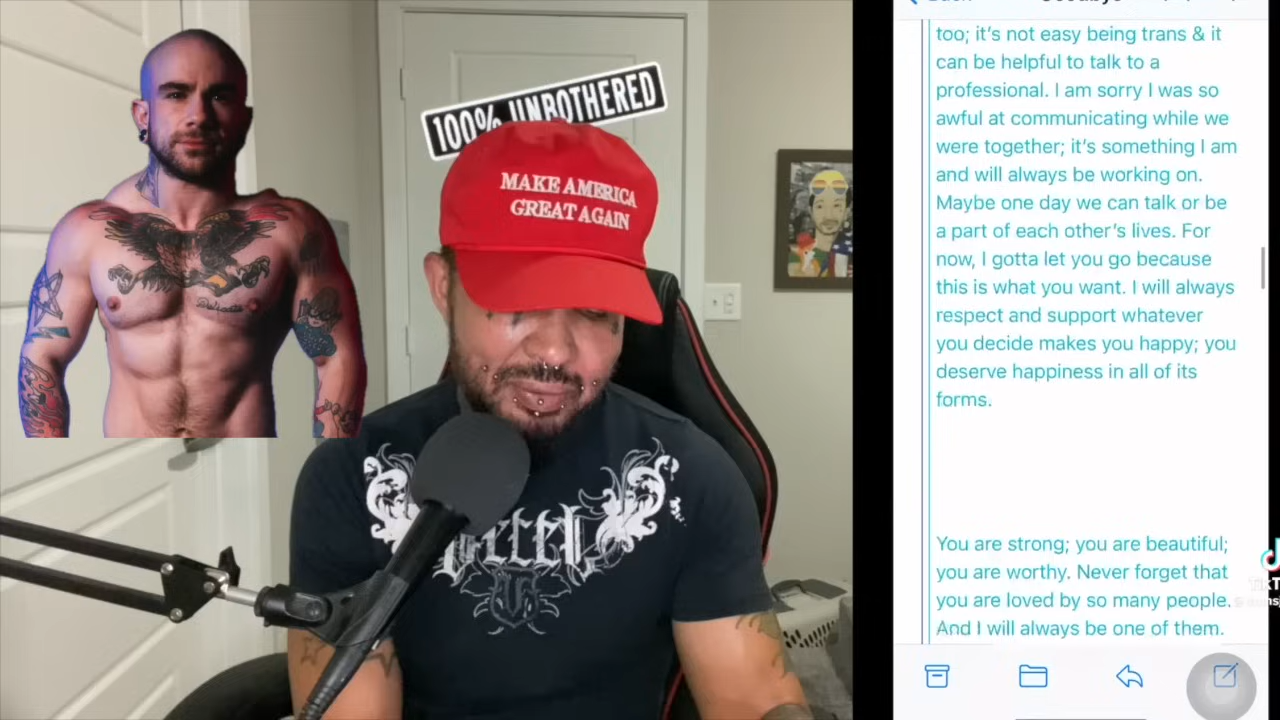 100% UNBOTHERED
MAKE AMERICA
GREAT AGAIN
too; it's not easy being trans & it
can be helpful to talk to a
professional. I am sorry I was so
awful at communicating while we
were together; it's something I am
and will always be working on.
Maybe one day we can talk or be
a part of each other's lives. For
now, I gotta let you go because
this is what you want. I will always
respect and support whatever
you decide makes you happy; you
deserve happiness in all of its
forms.
You are strong; you are beautiful;
you are worthy. Never forget that
you are loved by so many people.
And I will always be one of them.